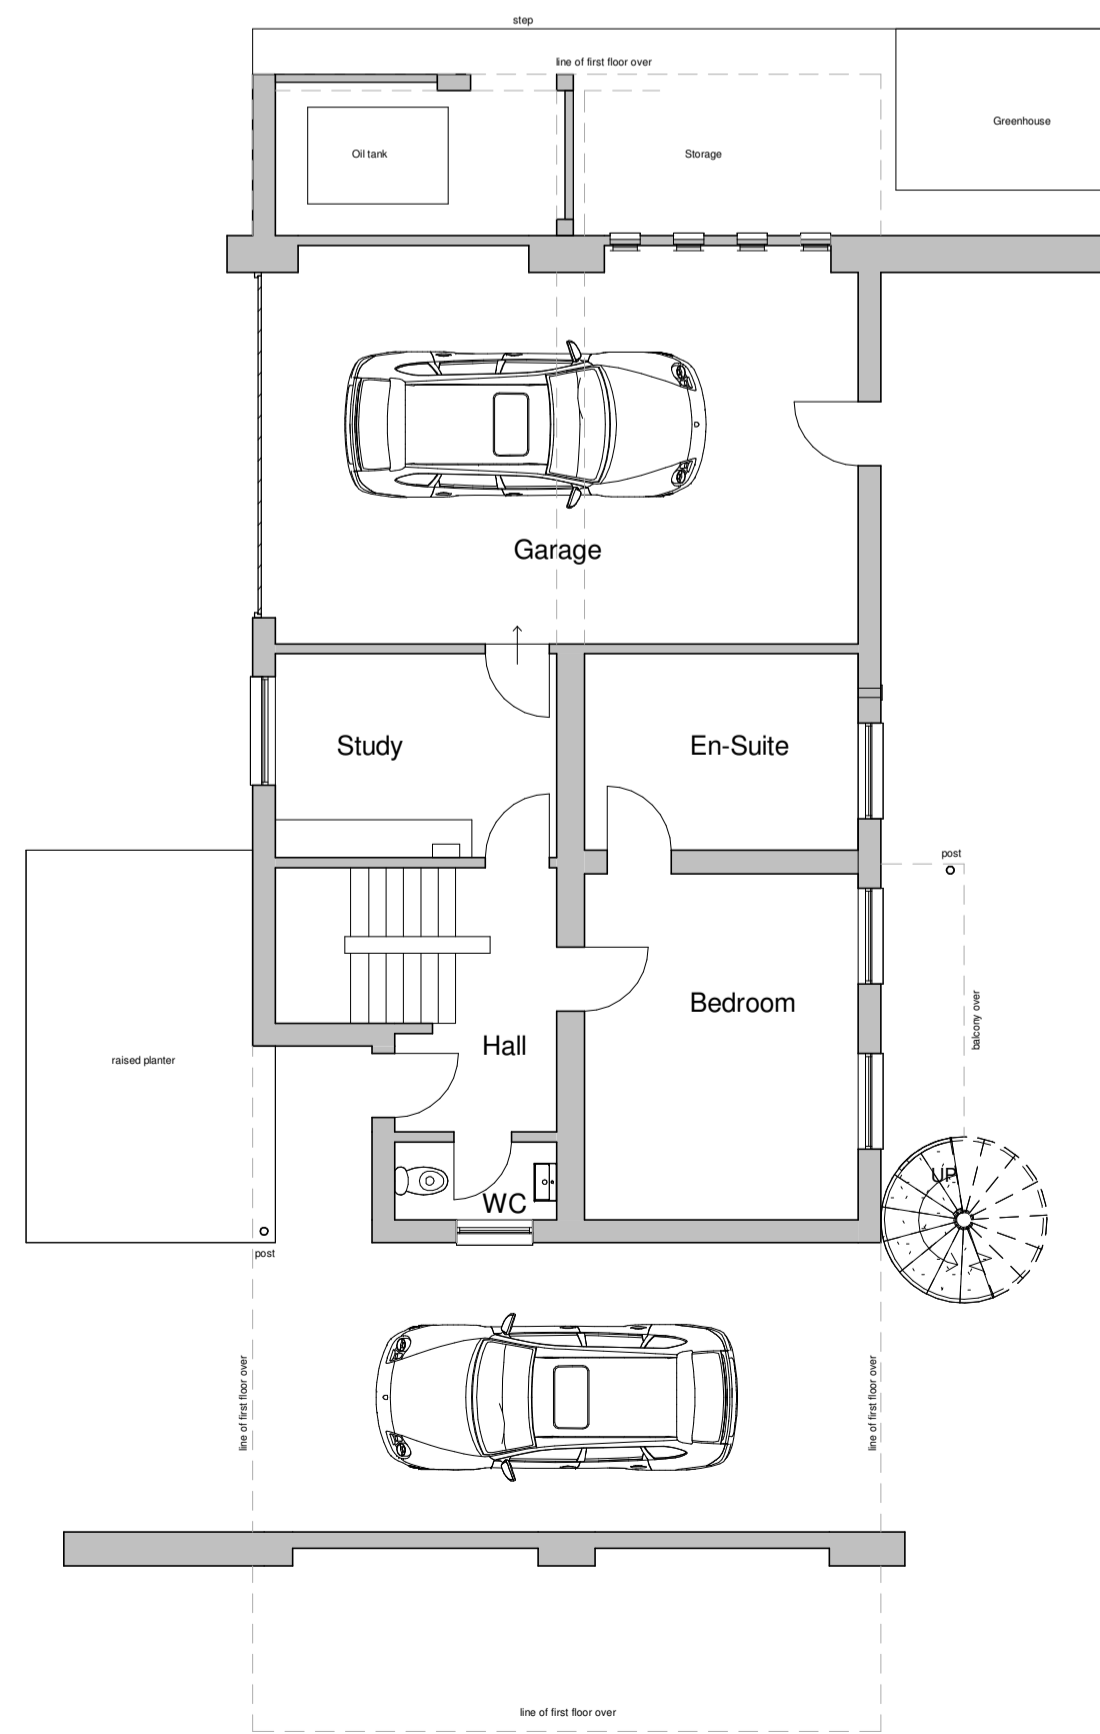 step
line of first floor over
Greenhouse
Oil tank
Storage
Garage
Study
En-Suite
post
Bedroom
balcony over
Hall
raised planter
UP
WC
post
line of first floor over
line of first floor over
line of first floor over